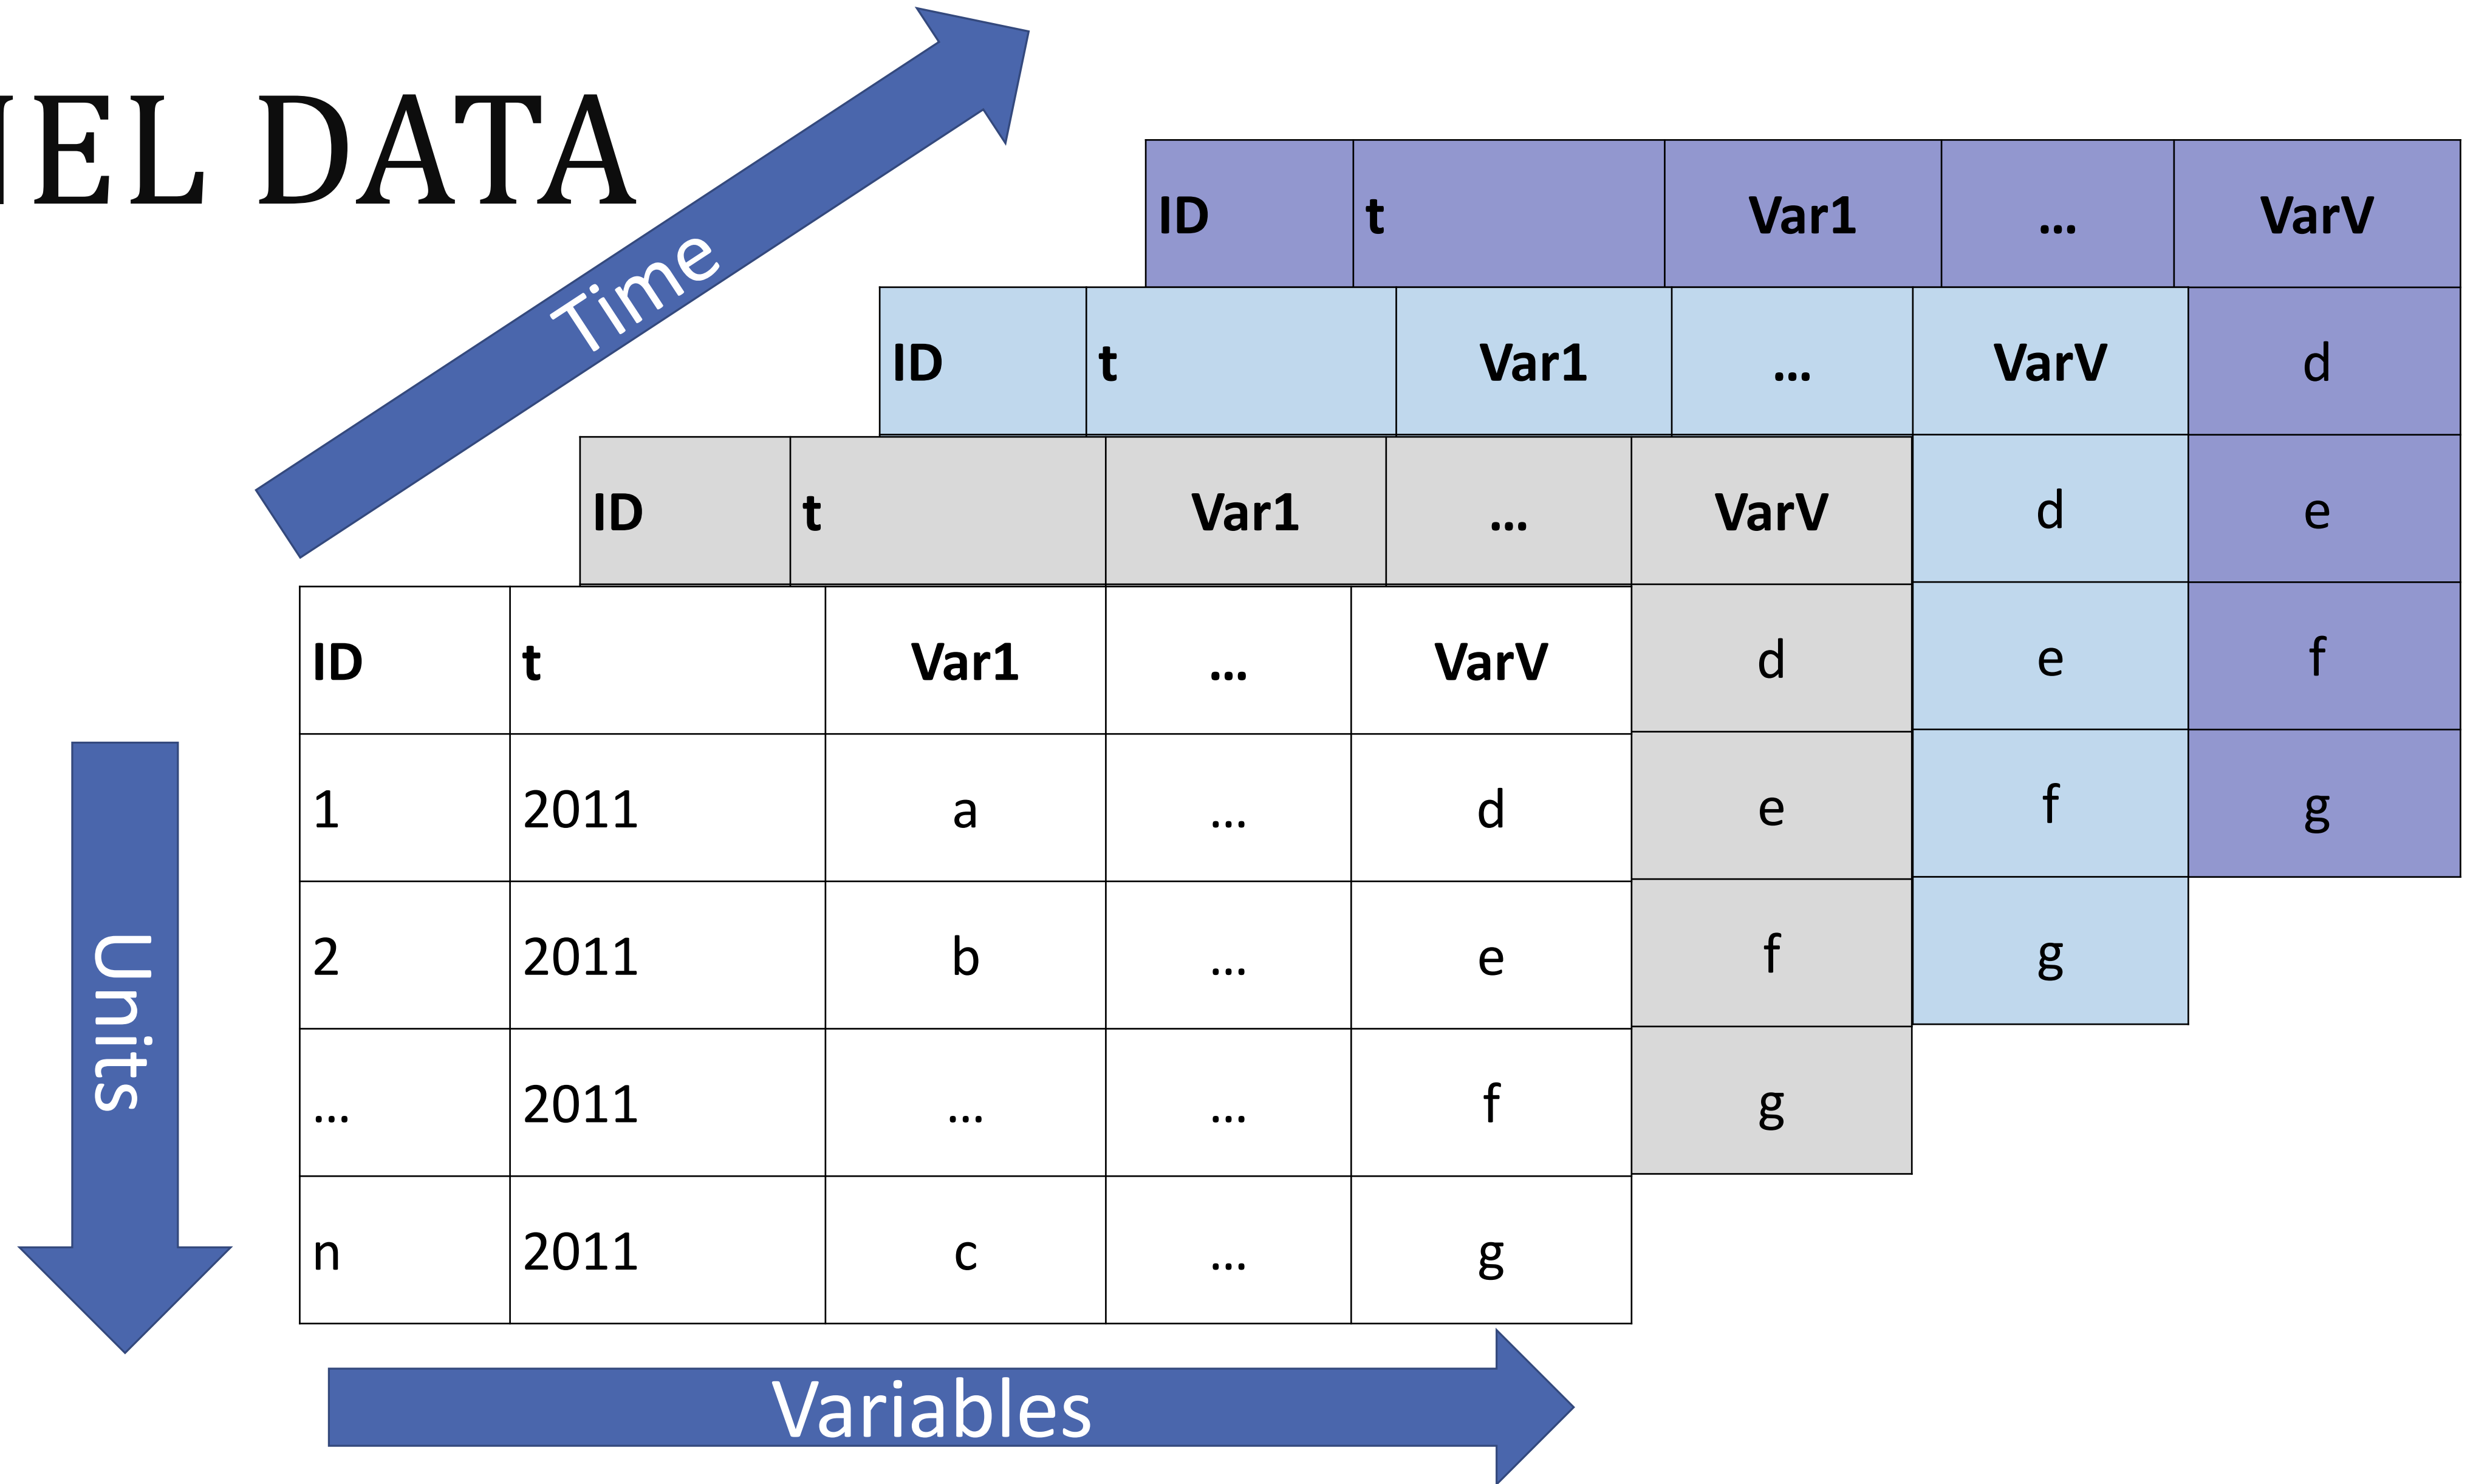 NEL DATA
Time
ID t Var1 ... VarV
ID t Var1 ... VarV d
ID t Var1 ... VarV d e
ID t Var1 ... VarV d e f
1 2011 a ... d e f g
2 2011 b ... e f g
... 2011 ... ... f g
n 2011 c ... g
Units
Variables